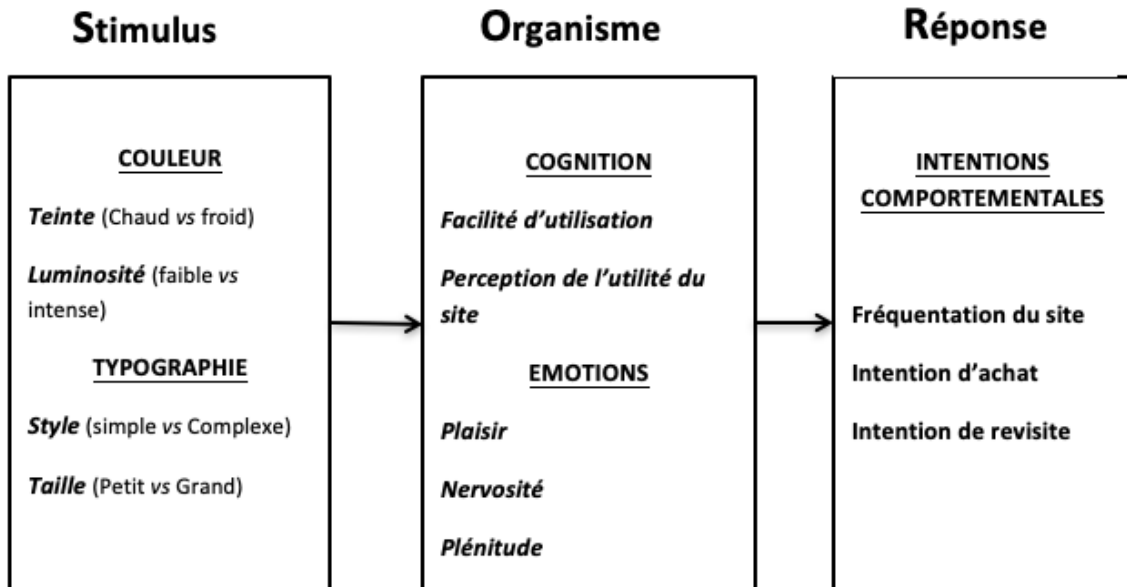 Stimulus
COULEUR
Teinte (Chaud vs froid)
Luminosité (faible vs
intense)
TYPOGRAPHIE
Style (simple vs Complexe)
Taille (Petit vs Grand)
Organisme
COGNITION
Facilité d’utilisation
Perception de l’utilité du
site
EMOTIONS
Plaisir
Nervosité
Plénitude
Réponse
INTENTIONS
COMPORTEMENTALES
Fréquentation du site
Intention d’achat
Intention de revisite